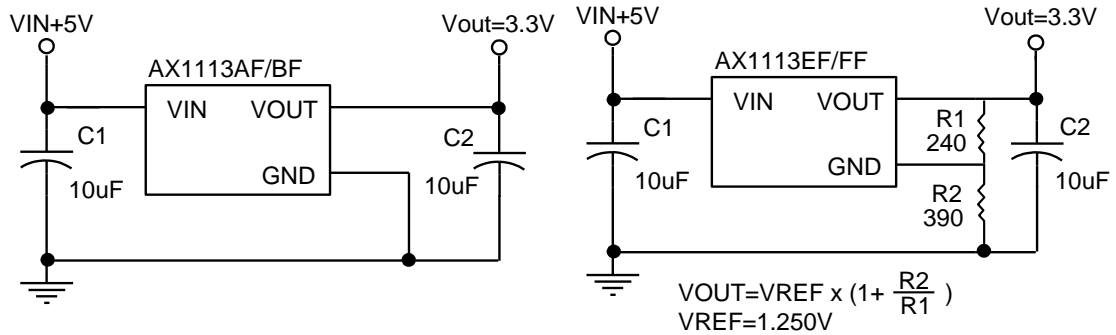 VIN+5V
Vout=3.3V
AX1113AF/BF
VIN
VOUT
C1
C2
GND
10uF
10uF
VIN+5V
Vout=3.3V
AX1113EF/FF
VIN
VOUT
R1
240
C1
C2
GND
10uF
10uF
R2
390
VOUT=VREF x (1+ R2/R1 )
VREF=1.250V